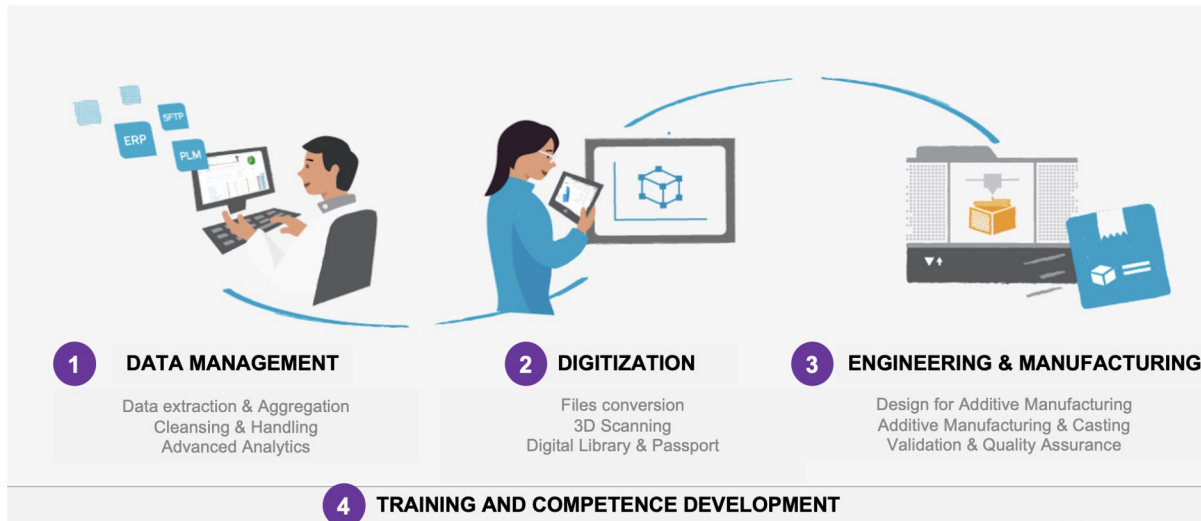 ERP
SFTP
PLM
1
DATA MANAGEMENT
Data extraction & Aggregation
Cleansing & Handling
Advanced Analytics
2
DIGITIZATION
Files conversion
3D Scanning
Digital Library & Passport
3
ENGINEERING & MANUFACTURING
Design for Additive Manufacturing
Additive Manufacturing & Casting
Validation & Quality Assurance
4
TRAINING AND COMPETENCE DEVELOPMENT